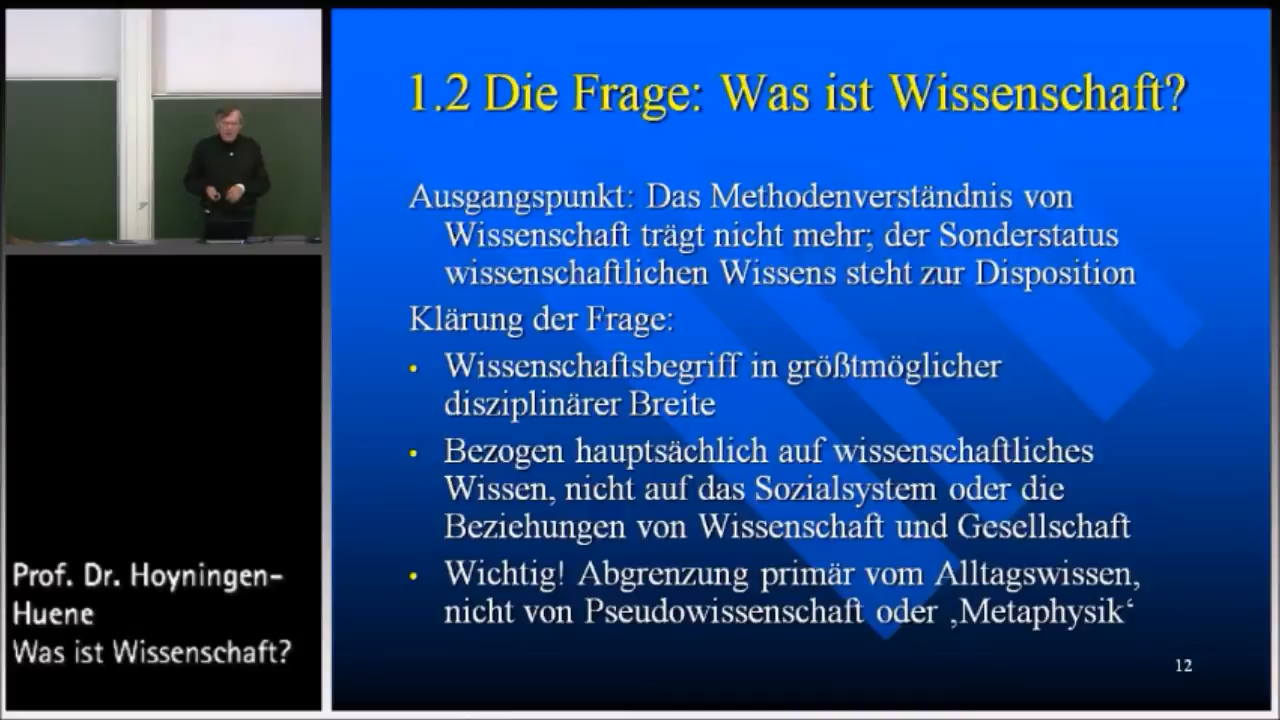 1.2 Die Frage: Was ist Wissenschaft?
Ausgangspunkt: Das Methodenverständnis von
Wissenschaft trägt nicht mehr; der Sonderstatus
wissenschaftlichen Wissens steht zur Disposition
Klärung der Frage:
• Wissenschaftsbegriff in größtmöglicher
disziplinärer Breite
• Bezogen hauptsächlich auf wissenschaftliches
Wissen, nicht auf das Sozialsystem oder die
Beziehungen von Wissenschaft und Gesellschaft
• Wichtig! Abgrenzung primär vom Alltagswissen,
nicht von Pseudowissenschaft oder ‚Metaphysik‘
12
Prof. Dr. Hoyningen-
Huene
Was ist Wissenschaft?